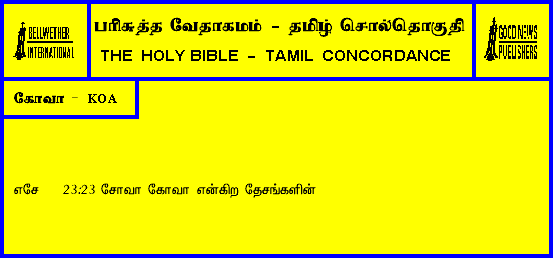 BELLWETHER
INTERNATIONAL
பரிசுத்த வேதாகமம் - தமிழ் சொல்தொகுதி
THE HOLY BIBLE - TAMIL CONCORDANCE
GOOD NEWS
PUBLISHERS
கோவா - KOA
எசே 23:23 சோவா கோவா என்கிற தேசங்களின்